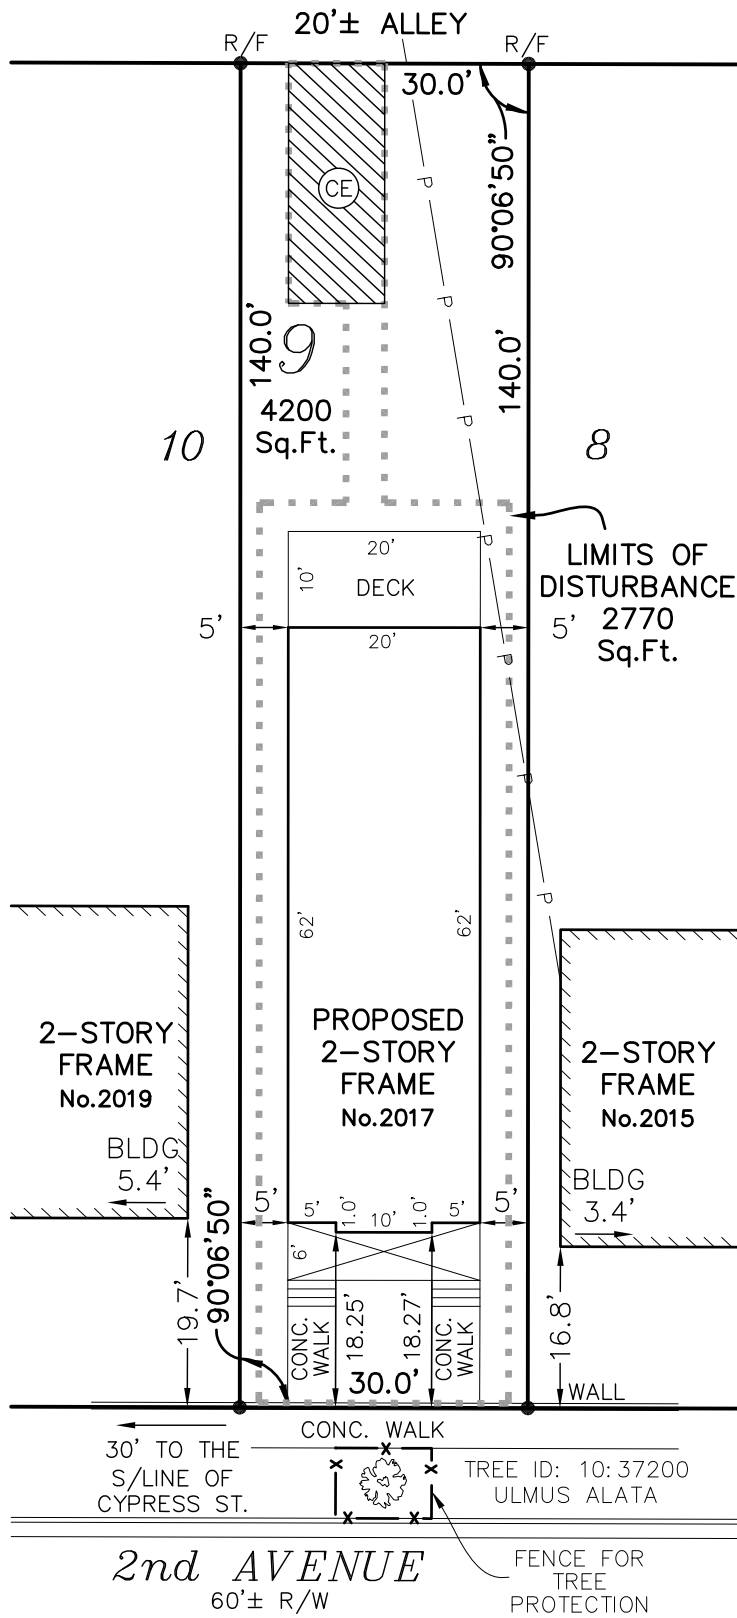 20'± ALLEY
R/F
R/F
30.0'
90°06'50"
CE
P
P
P
P
P
P
P
140.0'
140.0'
9
4200
Sq.Ft.
10
8
LIMITS OF
DISTURBANCE
2770
Sq.Ft.
20'
10'
DECK
5'
5'
20'
62'
62'
PROPOSED
2-STORY
FRAME
No.2017
2-STORY
FRAME
No.2019
2-STORY
FRAME
No.2015
BLDG
5.4'
BLDG
3.4'
5'
5'
1.0'
10'
1.0'
5'
5'
6'
90°06'50"
19.7'
CONC.
WALK
18.25'
18.27'
CONC.
WALK
16.8'
30.0'
WALL
CONC. WALK
30' TO THE
S/LINE OF
CYPRESS ST.
x
x
x
x
x
TREE ID: 10:37200
ULMUS ALATA
2nd AVENUE
60'± R/W
FENCE FOR
TREE
PROTECTION